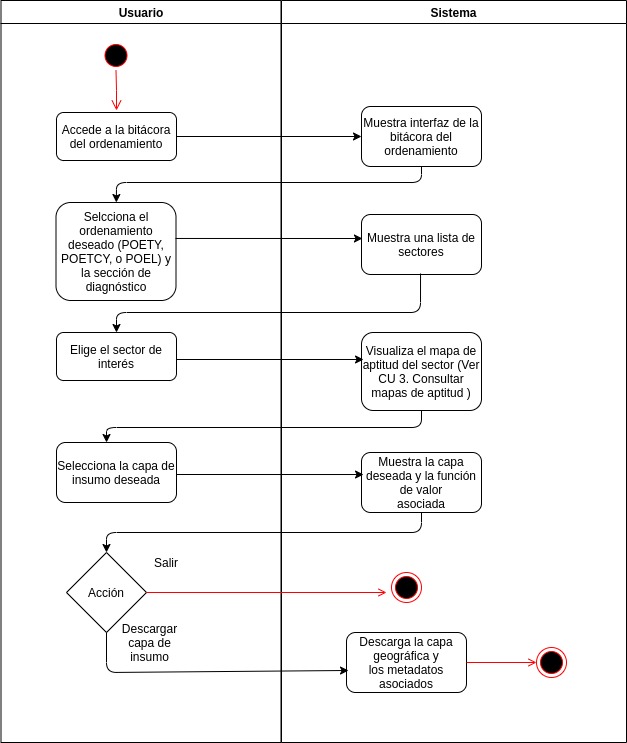 Usuario
Sistema
Accede a la bitácora
del ordenamiento
Muestra interfaz de la
bitácora del
ordenamiento
Selcciona el
ordenamiento
deseado (POETY,
POETCY, o POEL) y
la sección de
diagnóstico
Muestra una lista de
sectores
Elige el sector de
interés
Visualiza el mapa de
aptitud del sector (Ver
CU 3. Consultar
mapas de aptitud )
Selecciona la capa de
insumo deseada
Muestra la capa
deseada y la función
de valor
asociada
Acción
Salir
Descargar
capa de
insumo
Descarga la capa
geográfica y
los metadatos
asociados